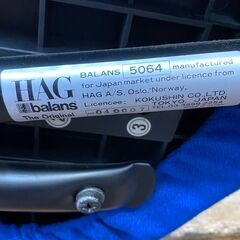 HAG
balans
The Original
BALANS 5064 manufactured
for Japan market under licence from
HAG A/S, Oslo/Norway,
Licencee: KOKUSHIN CO.,LTD.
TOKYO, JAPAN
3